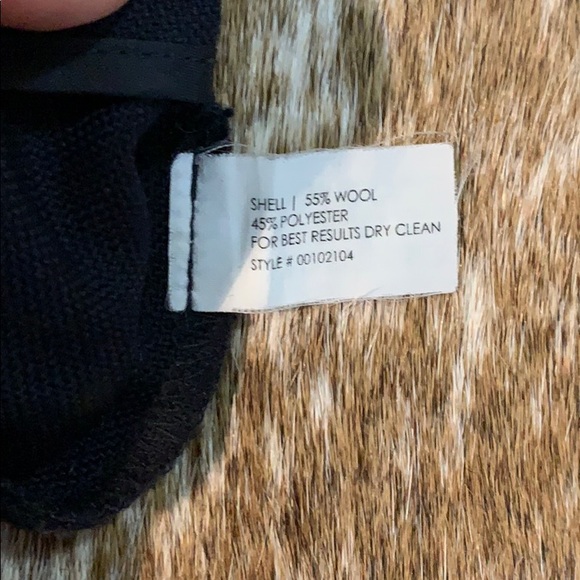 SHELL | 55% WOOL
45% POLYESTER
FOR BEST RESULTS DRY CLEAN
STYLE # 00102104